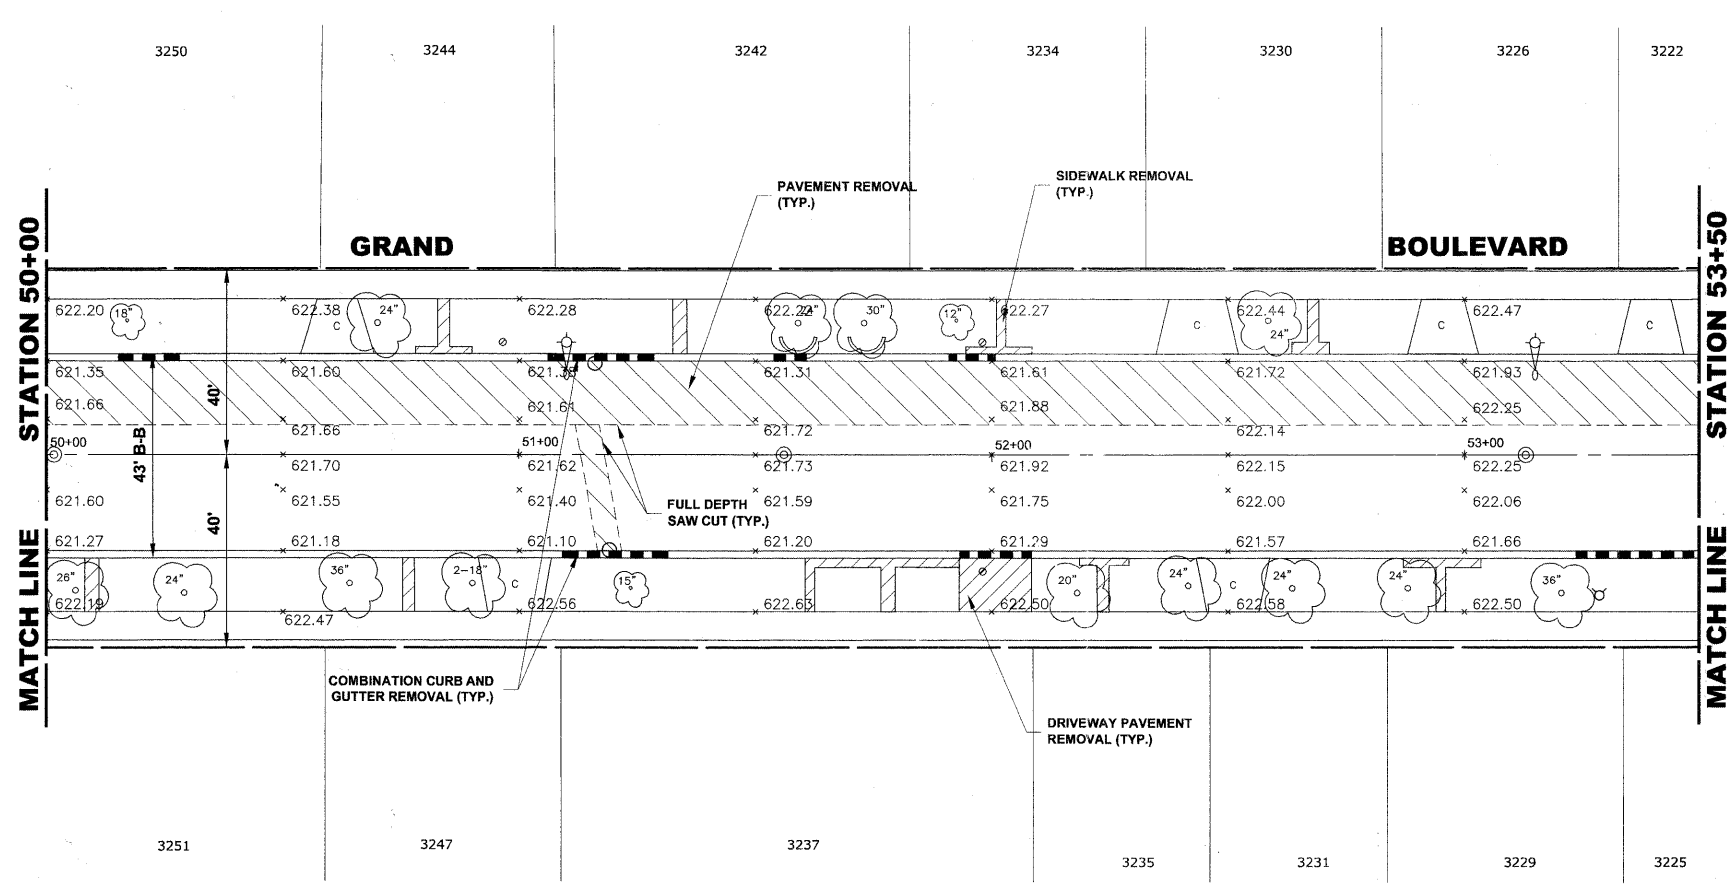 3250 3244 3242 3234 3230 3226 3222
SIDEWALK REMOVAL
(TYP.)
PAVEMENT REMOVAL
(TYP.)
GRAND BOULEVARD
STATION 50+00
STATION 53+50
622.20 18" 622.38 24" 622.28 24" 30" 12" 622.27 622.44 622.47
C C 24" C C
621.35 621.60 621.31 621.61 621.72 621.93
621.66 621.61 621.88 622.25
621.66 621.72 622.14
40'
43' B-B
50+00 51+00 52+00 53+00
621.70 621.62 621.73 621.92 622.15 622.25
621.60 621.55 621.40 621.59 621.75 622.00 622.06
FULL DEPTH
SAW CUT (TYP.)
40'
621.27 621.18 621.10 621.20 621.29 621.57 621.66
26" 24" 36" 2-18" C 15" 20" 24" C 24" 24" 36"
622.19 622.56 622.63 622.50 622.58 622.50
622.47
MATCH LINE
MATCH LINE
COMBINATION CURB AND
GUTTER REMOVAL (TYP.)
DRIVEWAY PAVEMENT
REMOVAL (TYP.)
3251 3247 3237 3235 3231 3229 3225